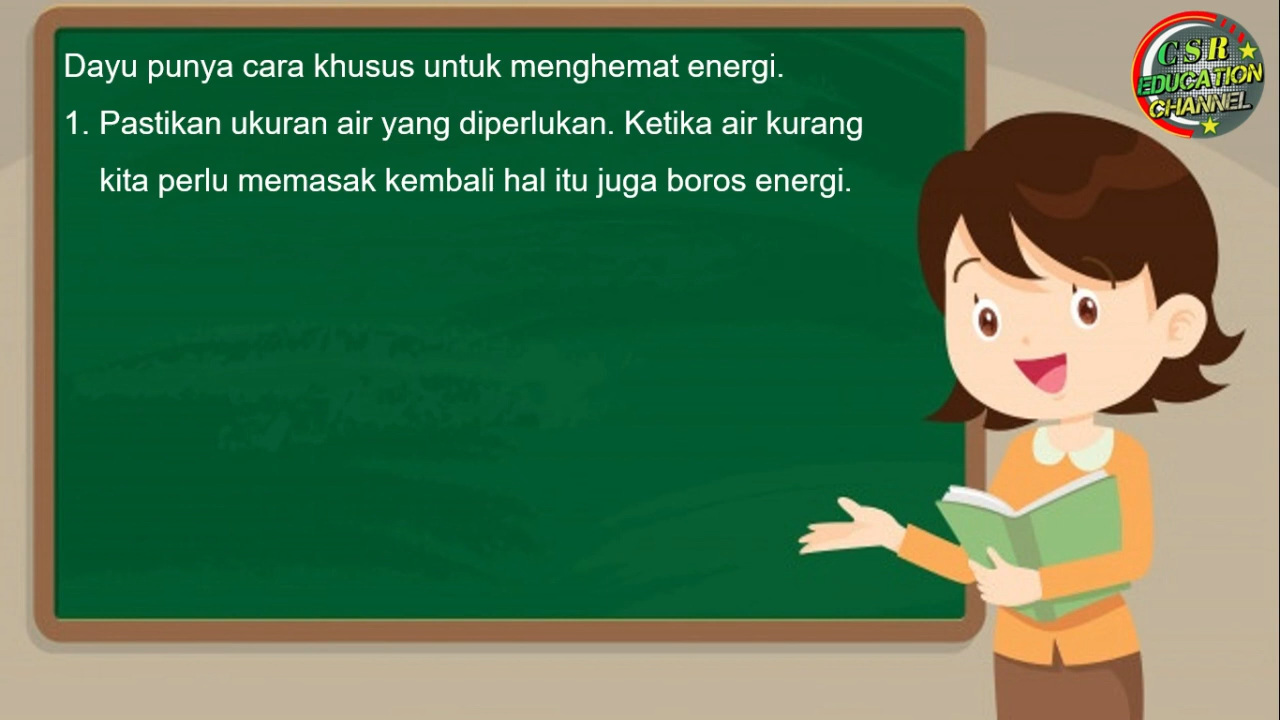 Dayu punya cara khusus untuk menghemat energi.
1. Pastikan ukuran air yang diperlukan. Ketika air kurang
kita perlu memasak kembali hal itu juga boros energi.
CSR
EDUCATION
CHANNEL